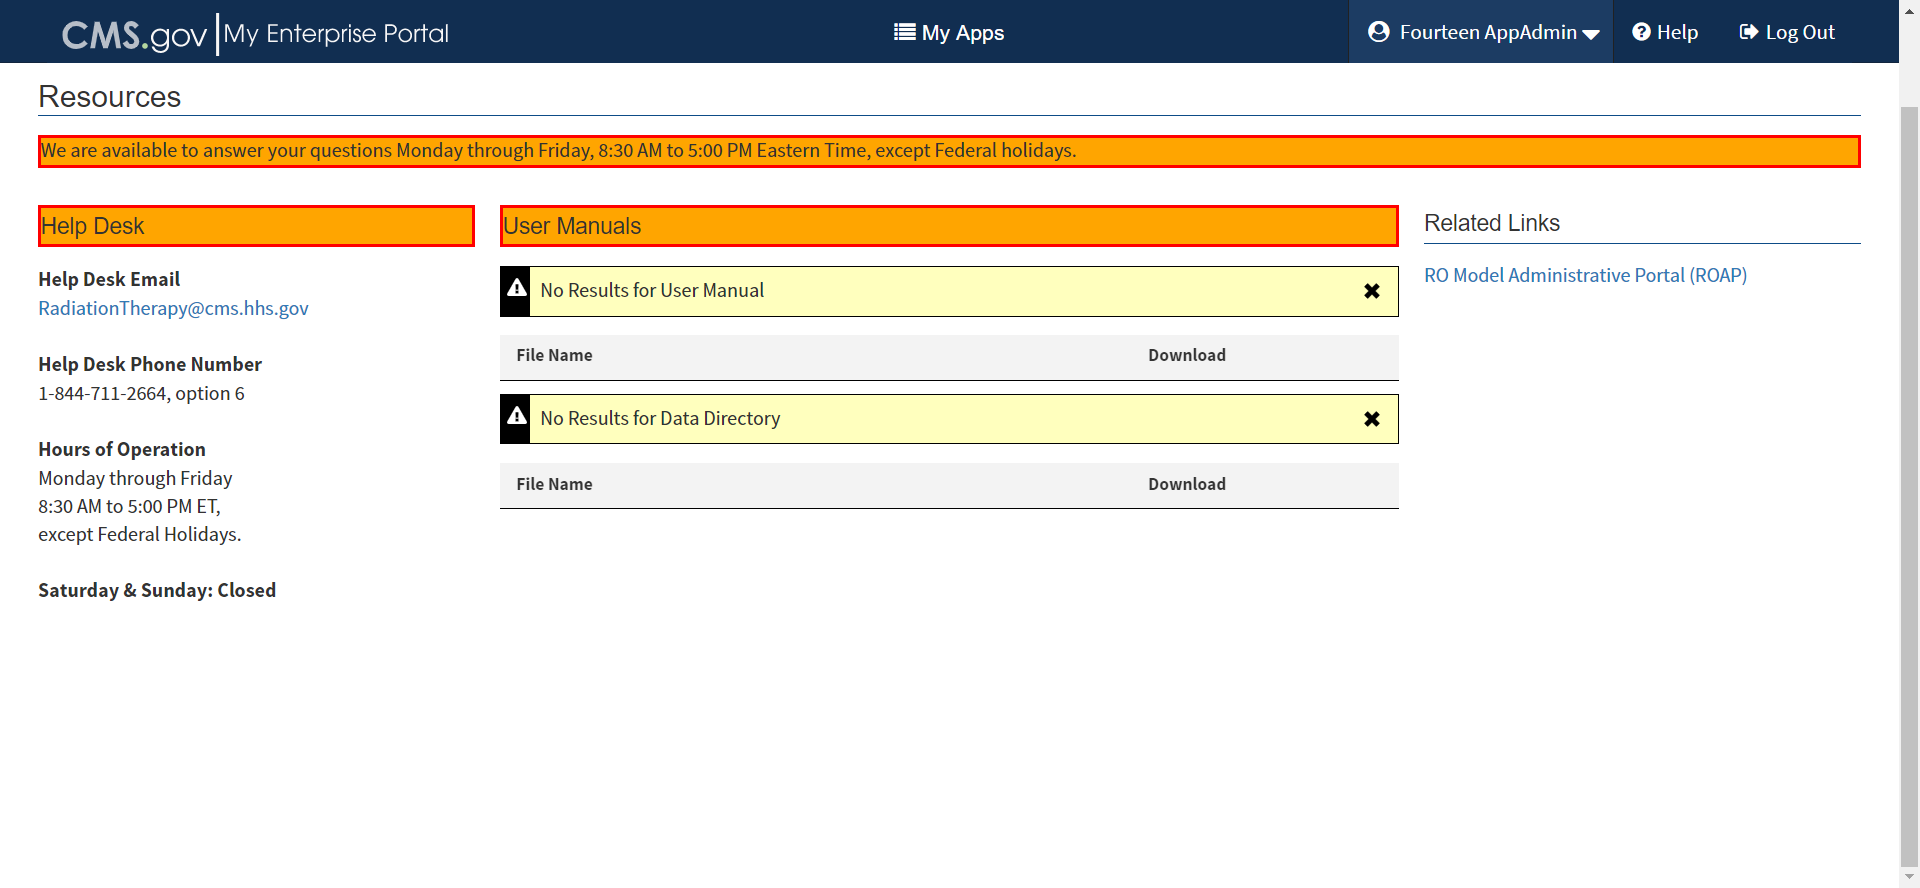 CMS.gov My Enterprise Portal
My Apps
Fourteen AppAdmin
Help
Log Out
Resources
We are available to answer your questions Monday through Friday, 8:30 AM to 5:00 PM Eastern Time, except Federal holidays.
Help Desk
Help Desk Email
RadiationTherapy@cms.hhs.gov
Help Desk Phone Number
1-844-711-2664, option 6
Hours of Operation
Monday through Friday
8:30 AM to 5:00 PM ET,
except Federal Holidays.
Saturday & Sunday: Closed
User Manuals
No Results for User Manual
File Name Download
No Results for Data Directory
File Name Download
Related Links
RO Model Administrative Portal (ROAP)